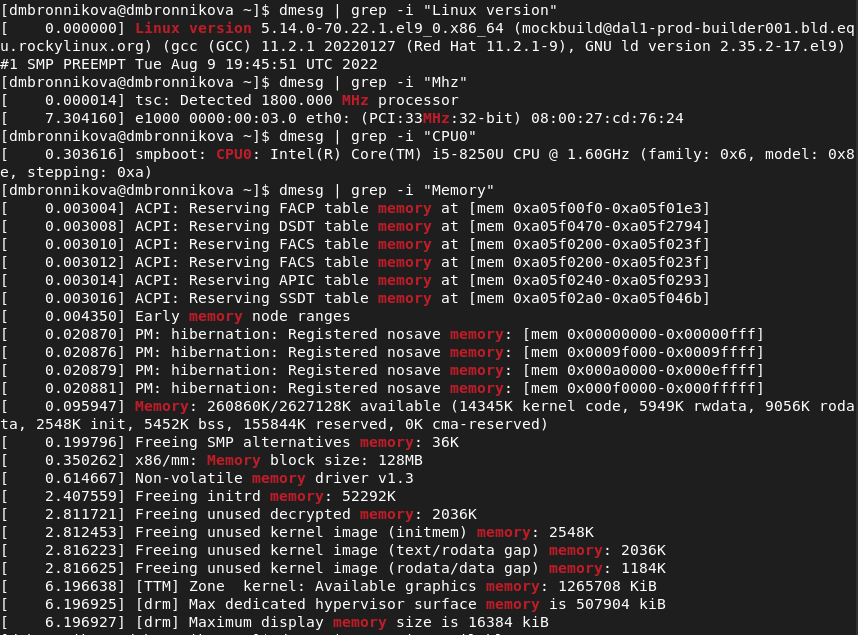 [dmbronnikova@dmbronnikova ~]$ dmesg | grep -i "Linux version"
[    0.000000] Linux version 5.14.0-70.22.1.el9_0.x86_64 (mockbuild@dal1-prod-builder001.bld.eq
u.rockylinux.org) (gcc (GCC) 11.2.1 20220127 (Red Hat 11.2.1-9), GNU ld version 2.35.2-17.el9)
#1 SMP PREEMPT Tue Aug 9 19:45:51 UTC 2022
[dmbronnikova@dmbronnikova ~]$ dmesg | grep -i "Mhz"
[    0.000014] tsc: Detected 1800.000 MHz processor
[    7.304160] e1000 0000:00:03.0 eth0: (PCI:33MHz:32-bit) 08:00:27:cd:76:24
[dmbronnikova@dmbronnikova ~]$ dmesg | grep -i "CPU0"
[    0.303616] smpboot: CPU0: Intel(R) Core(TM) i5-8250U CPU @ 1.60GHz (family: 0x6, model: 0x8
e, stepping: 0xa)
[dmbronnikova@dmbronnikova ~]$ dmesg | grep -i "Memory"
[    0.003004] ACPI: Reserving FACP table memory at [mem 0xa05f00f0-0xa05f01e3]
[    0.003008] ACPI: Reserving DSDT table memory at [mem 0xa05f0470-0xa05f2794]
[    0.003010] ACPI: Reserving FACS table memory at [mem 0xa05f0200-0xa05f023f]
[    0.003012] ACPI: Reserving FACS table memory at [mem 0xa05f0200-0xa05f023f]
[    0.003014] ACPI: Reserving APIC table memory at [mem 0xa05f0240-0xa05f0293]
[    0.003016] ACPI: Reserving SSDT table memory at [mem 0xa05f02a0-0xa05f046b]
[    0.004350] Early memory node ranges
[    0.020870] PM: hibernation: Registered nosave memory: [mem 0x00000000-0x00000fff]
[    0.020876] PM: hibernation: Registered nosave memory: [mem 0x0009f000-0x0009ffff]
[    0.020879] PM: hibernation: Registered nosave memory: [mem 0x000a0000-0x000effff]
[    0.020881] PM: hibernation: Registered nosave memory: [mem 0x000f0000-0x000fffff]
[    0.095947] Memory: 260860K/2627128K available (14345K kernel code, 5949K rwdata, 9056K roda
ta, 2548K init, 5452K bss, 155844K reserved, 0K cma-reserved)
[    0.199796] Freeing SMP alternatives memory: 36K
[    0.350262] x86/mm: Memory block size: 128MB
[    0.614667] Non-volatile memory driver v1.3
[    2.407559] Freeing initrd memory: 52292K
[    2.811721] Freeing unused decrypted memory: 2036K
[    2.812453] Freeing unused kernel image (initmem) memory: 2548K
[    2.816223] Freeing unused kernel image (text/rodata gap) memory: 2036K
[    2.816625] Freeing unused kernel image (rodata/data gap) memory: 1184K
[    6.196638] [TTM] Zone  kernel: Available graphics memory: 1265708 KiB
[    6.196925] [drm] Max dedicated hypervisor surface memory is 507904 kiB
[    6.196927] [drm] Maximum display memory size is 16384 kiB